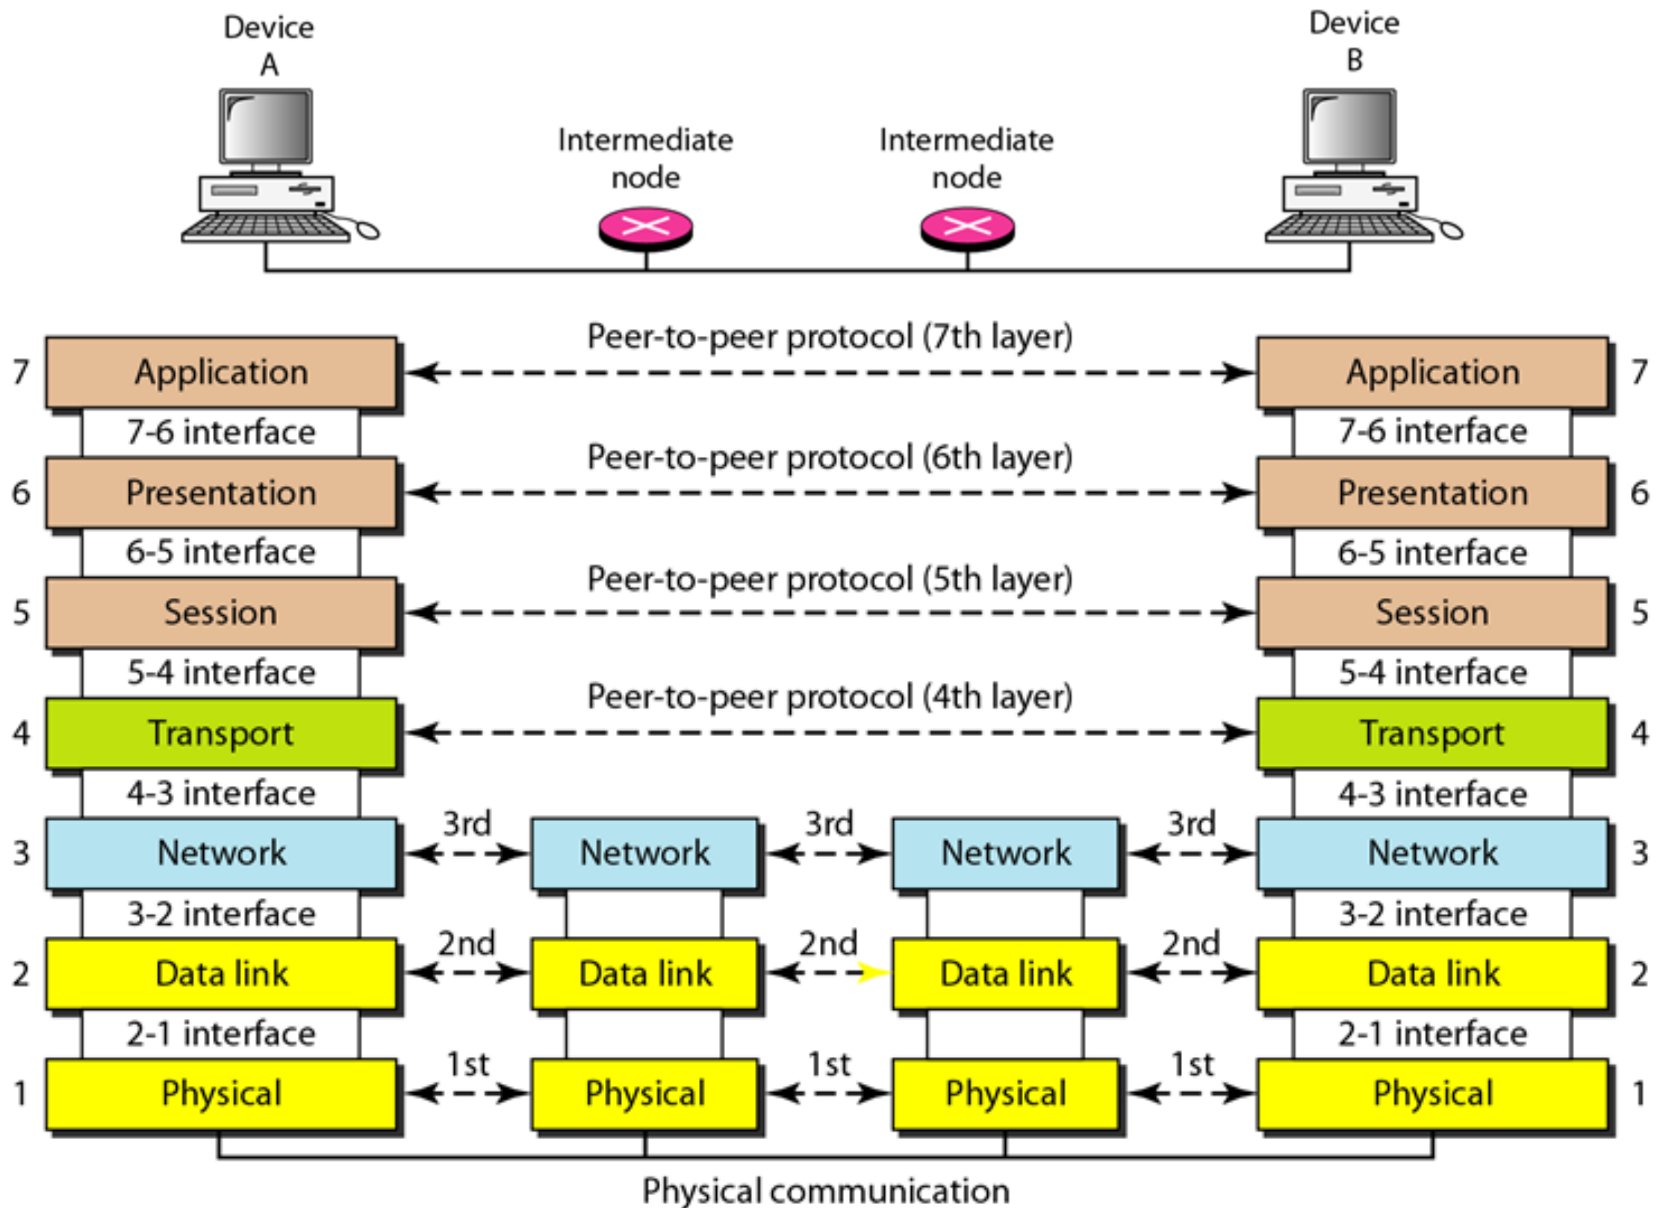 Device
A
Device
B
Intermediate
node
Intermediate
node
Peer-to-peer protocol (7th layer)
7 Application Application 7
7-6 interface 7-6 interface
Peer-to-peer protocol (6th layer)
6 Presentation Presentation 6
6-5 interface 6-5 interface
Peer-to-peer protocol (5th layer)
5 Session Session 5
5-4 interface 5-4 interface
Peer-to-peer protocol (4th layer)
4 Transport Transport 4
4-3 interface 4-3 interface
3rd 3rd 3rd
3 Network Network Network Network 3
3-2 interface 3-2 interface
2nd 2nd 2nd
2 Data link Data link Data link Data link 2
2-1 interface 2-1 interface
1st 1st 1st
1 Physical Physical Physical Physical 1
Physical communication